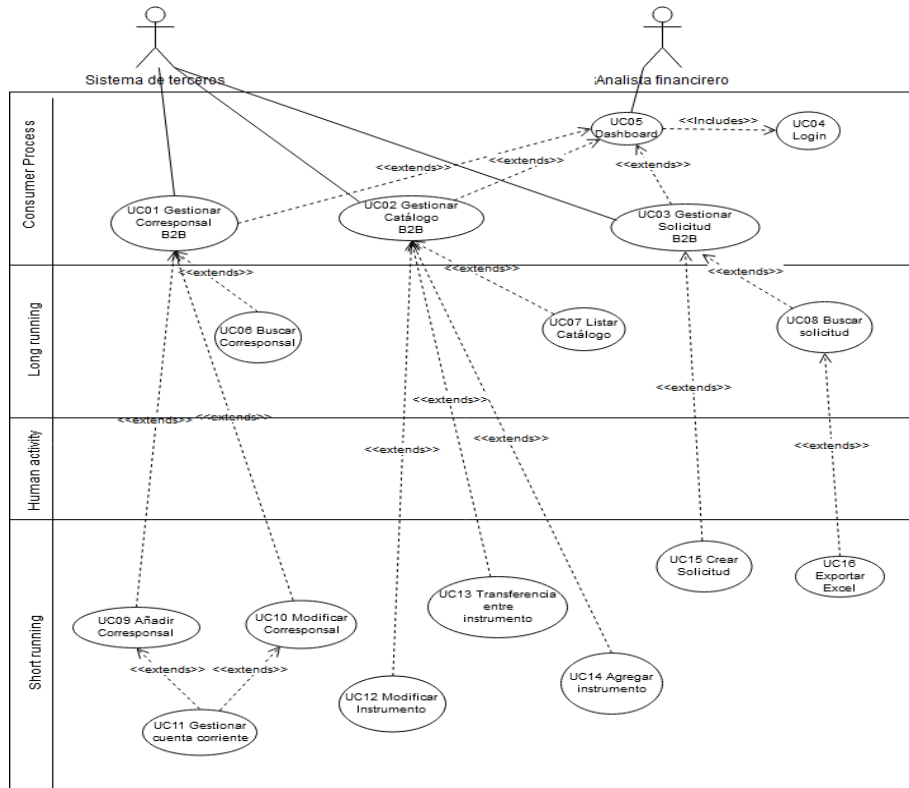 Sistema de terceros
:Analista financirero
Consumer Process
UC05
Dashboard
<<Includes>>
UC04
Login
<<extends>>
<<extends>>
<<extends>>
UC01 Gestionar
Corresponsal
B2B
UC02 Gestionar
Catálogo
B2B
UC03 Gestionar
Solicitud
B2B
Long running
<<extends>>
<<extends>>
<<extends>>
<<extends>>
UC06 Buscar
Corresponsal
UC07 Listar
Catálogo
UC08 Buscar
solicitud
<<extends>>
<<extends>>
<<extends>>
<<extends>>
Human activity
<<extends>>
<<extends>>
Short running
UC15 Crear
Solicitud
UC16
Exportar
Excel
UC09 Añadir
Corresponsal
UC10 Modificar
Corresponsal
UC13 Transferencia
entre
instrumento
<<extends>>
<<extends>>
UC12 Modificar
Instrumento
UC14 Agregar
instrumento
UC11 Gestionar
cuenta corriente